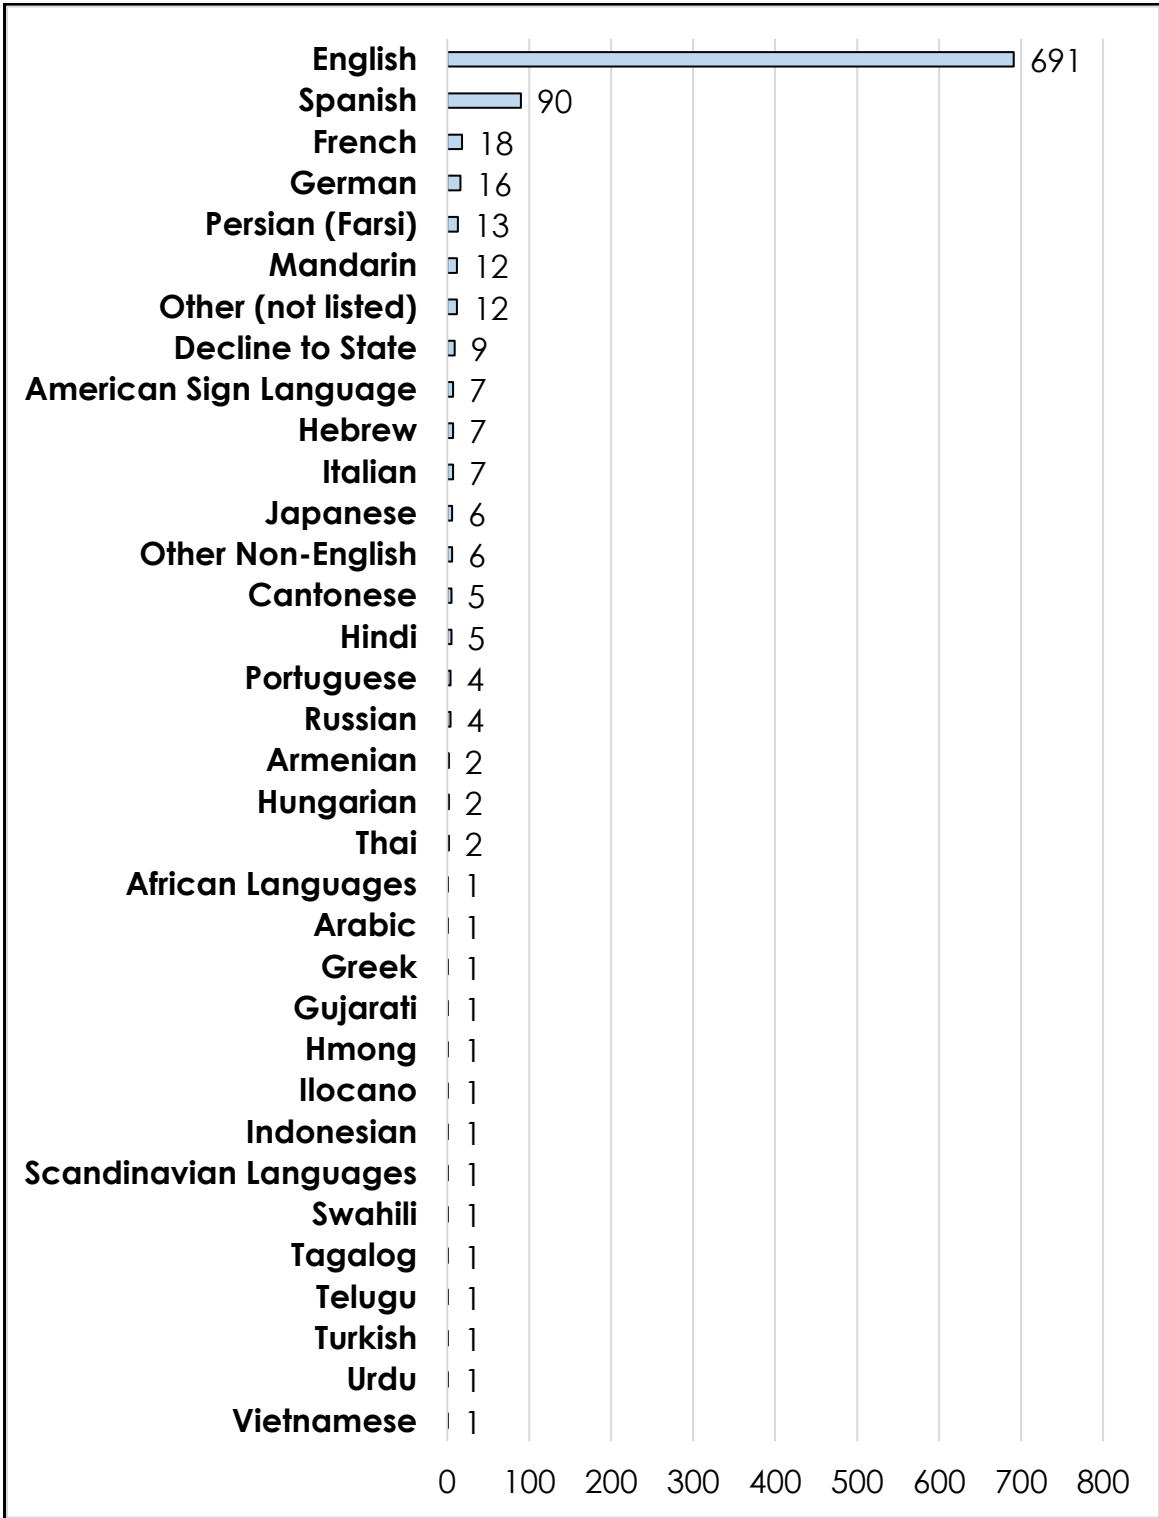 English 691
Spanish 90
French 18
German 16
Persian (Farsi) 13
Mandarin 12
Other (not listed) 12
Decline to State 9
American Sign Language 7
Hebrew 7
Italian 7
Japanese 6
Other Non-English 6
Cantonese 5
Hindi 5
Portuguese 4
Russian 4
Armenian 2
Hungarian 2
Thai 2
African Languages 1
Arabic 1
Greek 1
Gujarati 1
Hmong 1
Ilocano 1
Indonesian 1
Scandinavian Languages 1
Swahili 1
Tagalog 1
Telugu 1
Turkish 1
Urdu 1
Vietnamese 1
0 100 200 300 400 500 600 700 800